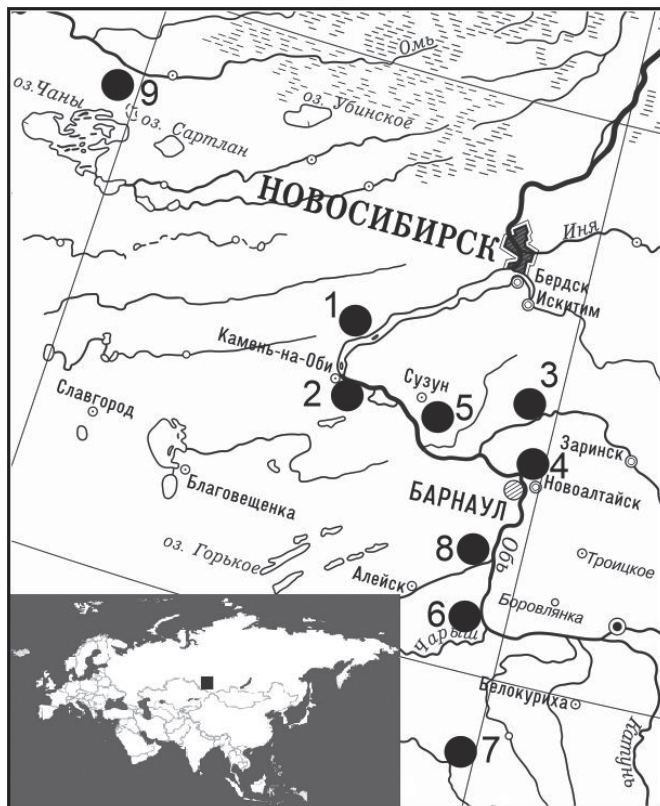 Омь
9
оз. Чаны
оз. Сартлан
оз. Убинское
НОВОСИБИРСК
Иня
Бердск
Искитим
1
Камень-на-Оби
2
Сузун
5
3
Славгород
Заринск
4
Благовещенка
БАРНАУЛ
Новоалтайск
оз. Горькое
8
Обь
Троицкое
Алейск
6
Боровлянка
Чарыш
Белокуриха
Катунь
7